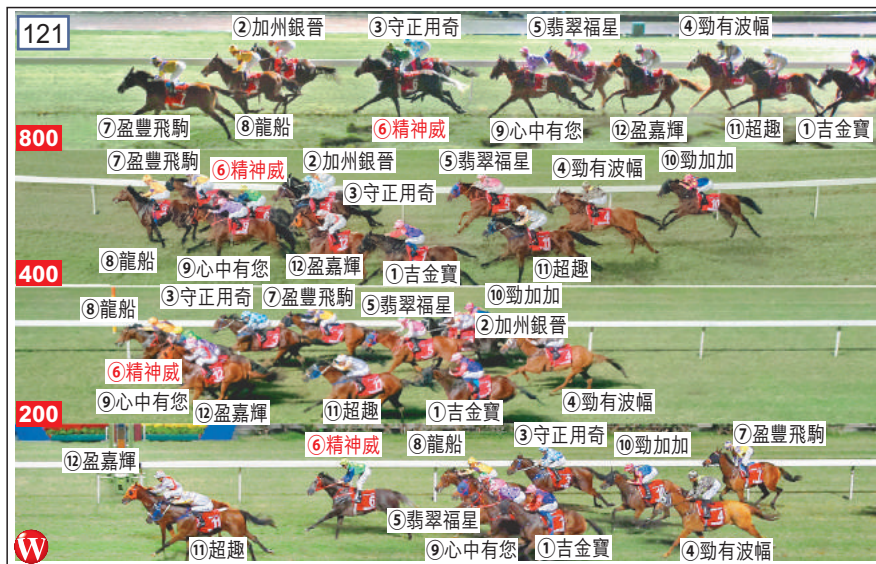 121
②加州銀晉 ③守正用奇 ⑤翡翠福星 ④勁有波幅
800
⑦盈豐飛駒 ⑧龍船 ⑥精神威 ⑨心中有您 ⑫盈嘉輝 ⑪超趣 ①吉金寶
⑦盈豐飛駒 ⑥精神威 ②加州銀晉 ③守正用奇 ⑤翡翠福星 ④勁有波幅 ⑩勁加加
400
⑧龍船 ⑨心中有您 ⑫盈嘉輝 ①吉金寶 ⑪超趣
⑧龍船 ③守正用奇 ⑦盈豐飛駒 ⑤翡翠福星 ⑩勁加加 ②加州銀晉
200
⑥精神威
⑨心中有您 ⑫盈嘉輝 ⑪超趣 ①吉金寶 ④勁有波幅
⑫盈嘉輝 ⑥精神威 ⑧龍船 ③守正用奇 ⑩勁加加 ⑦盈豐飛駒
W
⑪超趣 ⑤翡翠福星 ⑨心中有您 ①吉金寶 ④勁有波幅